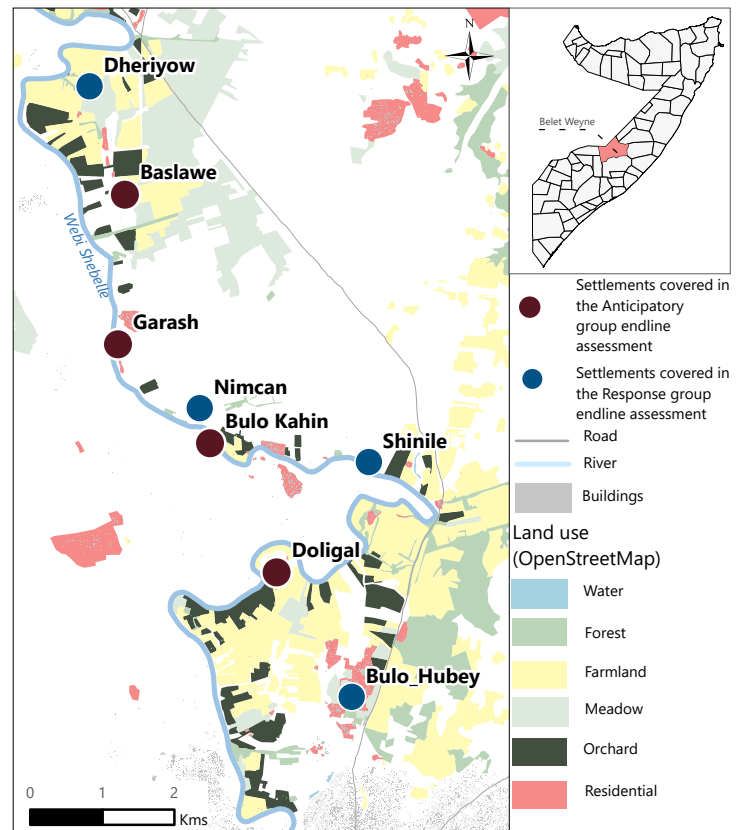 Dheriyow
Baslawe
Webi Shebelle
Garash
Nimcan
Bulo Kahin
Shinile
Doligal
Bulo_Hubey
N
0 1 2
Kms
Belet Weyne
Settlements covered in
the Anticipatory
group endline
assessment
Settlements covered in
the Response group
endline assessment
Road
River
Buildings
Land use
(OpenStreetMap)
Water
Forest
Farmland
Meadow
Orchard
Residential